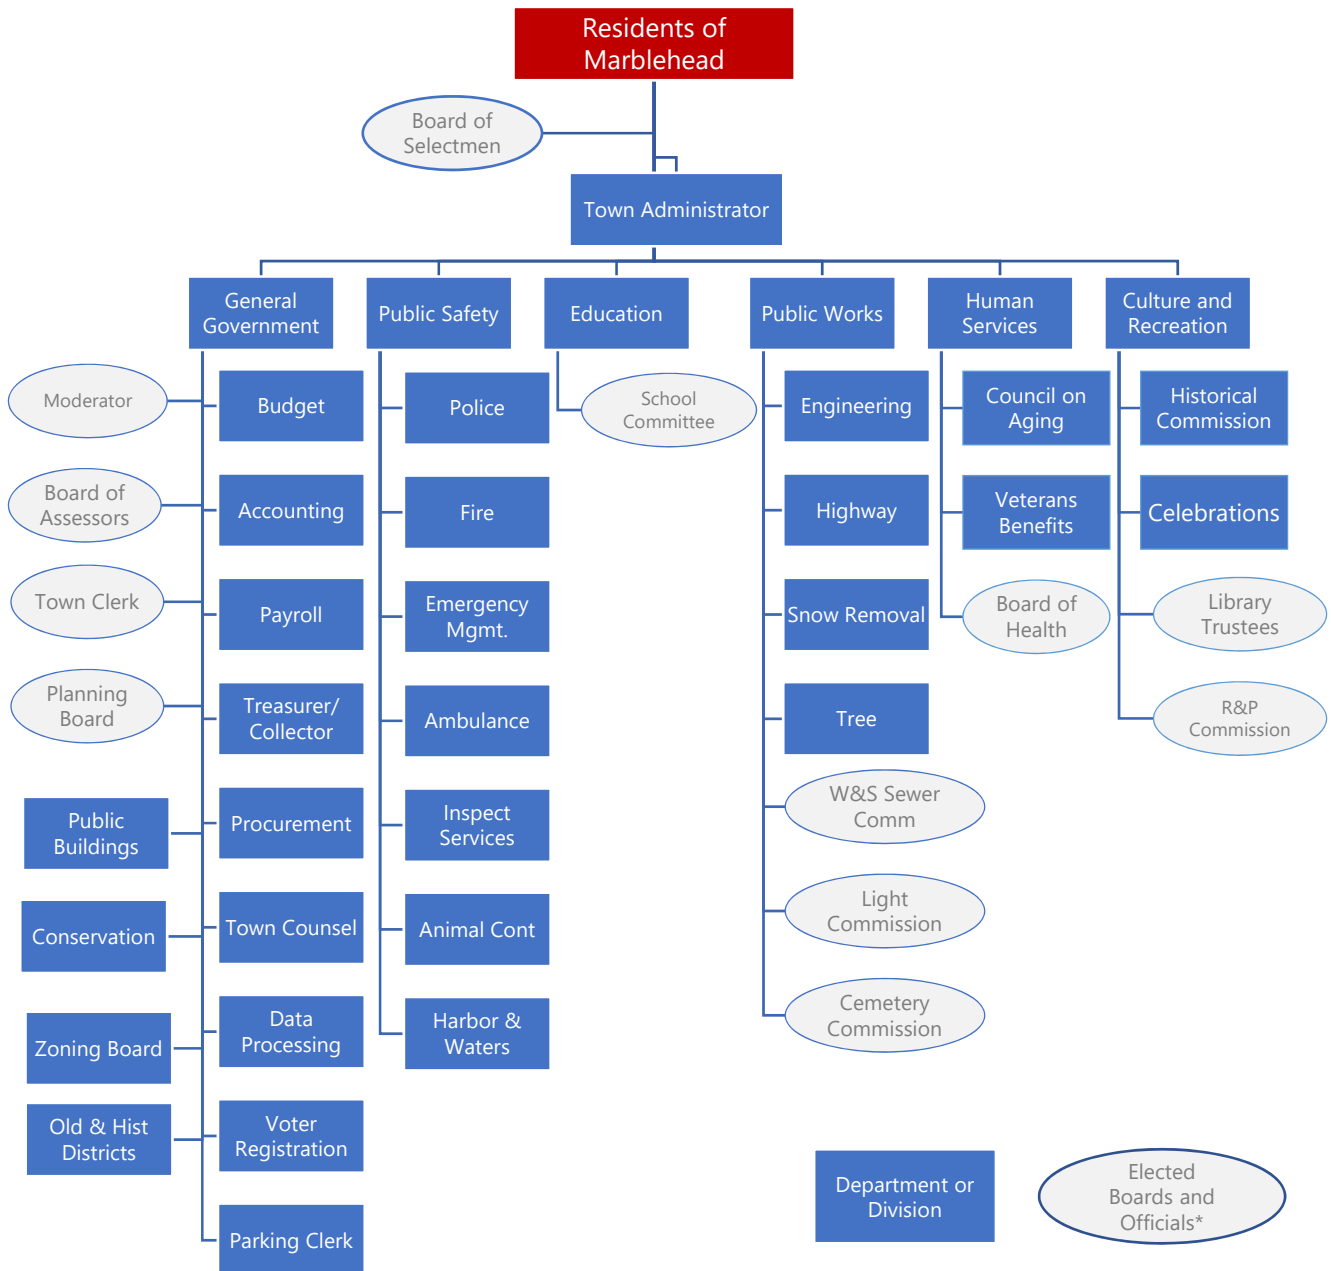 Residents of
Marblehead
Board of
Selectmen
Town Administrator
General
Government
Public Safety
Education
Public Works
Human
Services
Culture and
Recreation
Moderator
Budget
Police
School
Committee
Engineering
Council on
Aging
Historical
Commission
Board of
Assessors
Accounting
Fire
Highway
Veterans
Benefits
Celebrations
Town Clerk
Payroll
Emergency
Mgmt.
Snow Removal
Board of
Health
Library
Trustees
Planning
Board
Treasurer/
Collector
Ambulance
Tree
R&P
Commission
Public
Buildings
Procurement
Inspect
Services
W&S Sewer
Comm
Conservation
Town Counsel
Animal Cont
Light
Commission
Zoning Board
Data
Processing
Harbor &
Waters
Cemetery
Commission
Old & Hist
Districts
Voter
Registration
Parking Clerk
Department or
Division
Elected
Boards and
Officials*